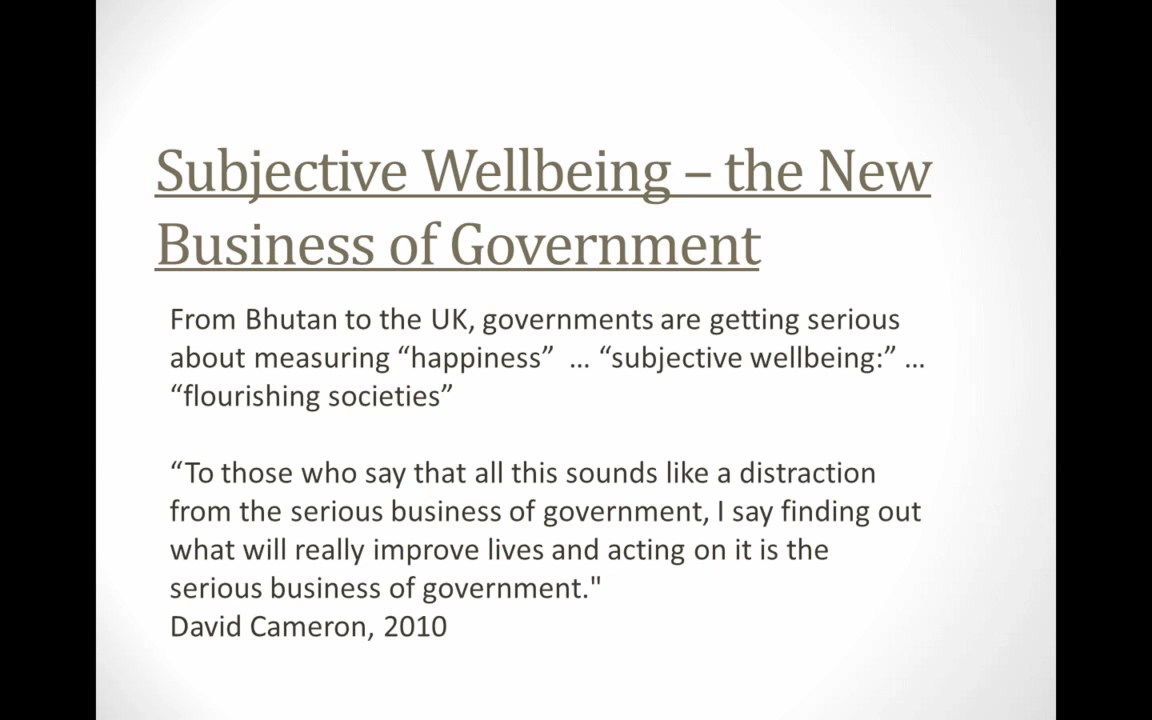 Subjective Wellbeing – the New
Business of Government
From Bhutan to the UK, governments are getting serious
about measuring “happiness”  … “subjective wellbeing:” …
“flourishing societies”
“To those who say that all this sounds like a distraction
from the serious business of government, I say finding out
what will really improve lives and acting on it is the
serious business of government."
David Cameron, 2010